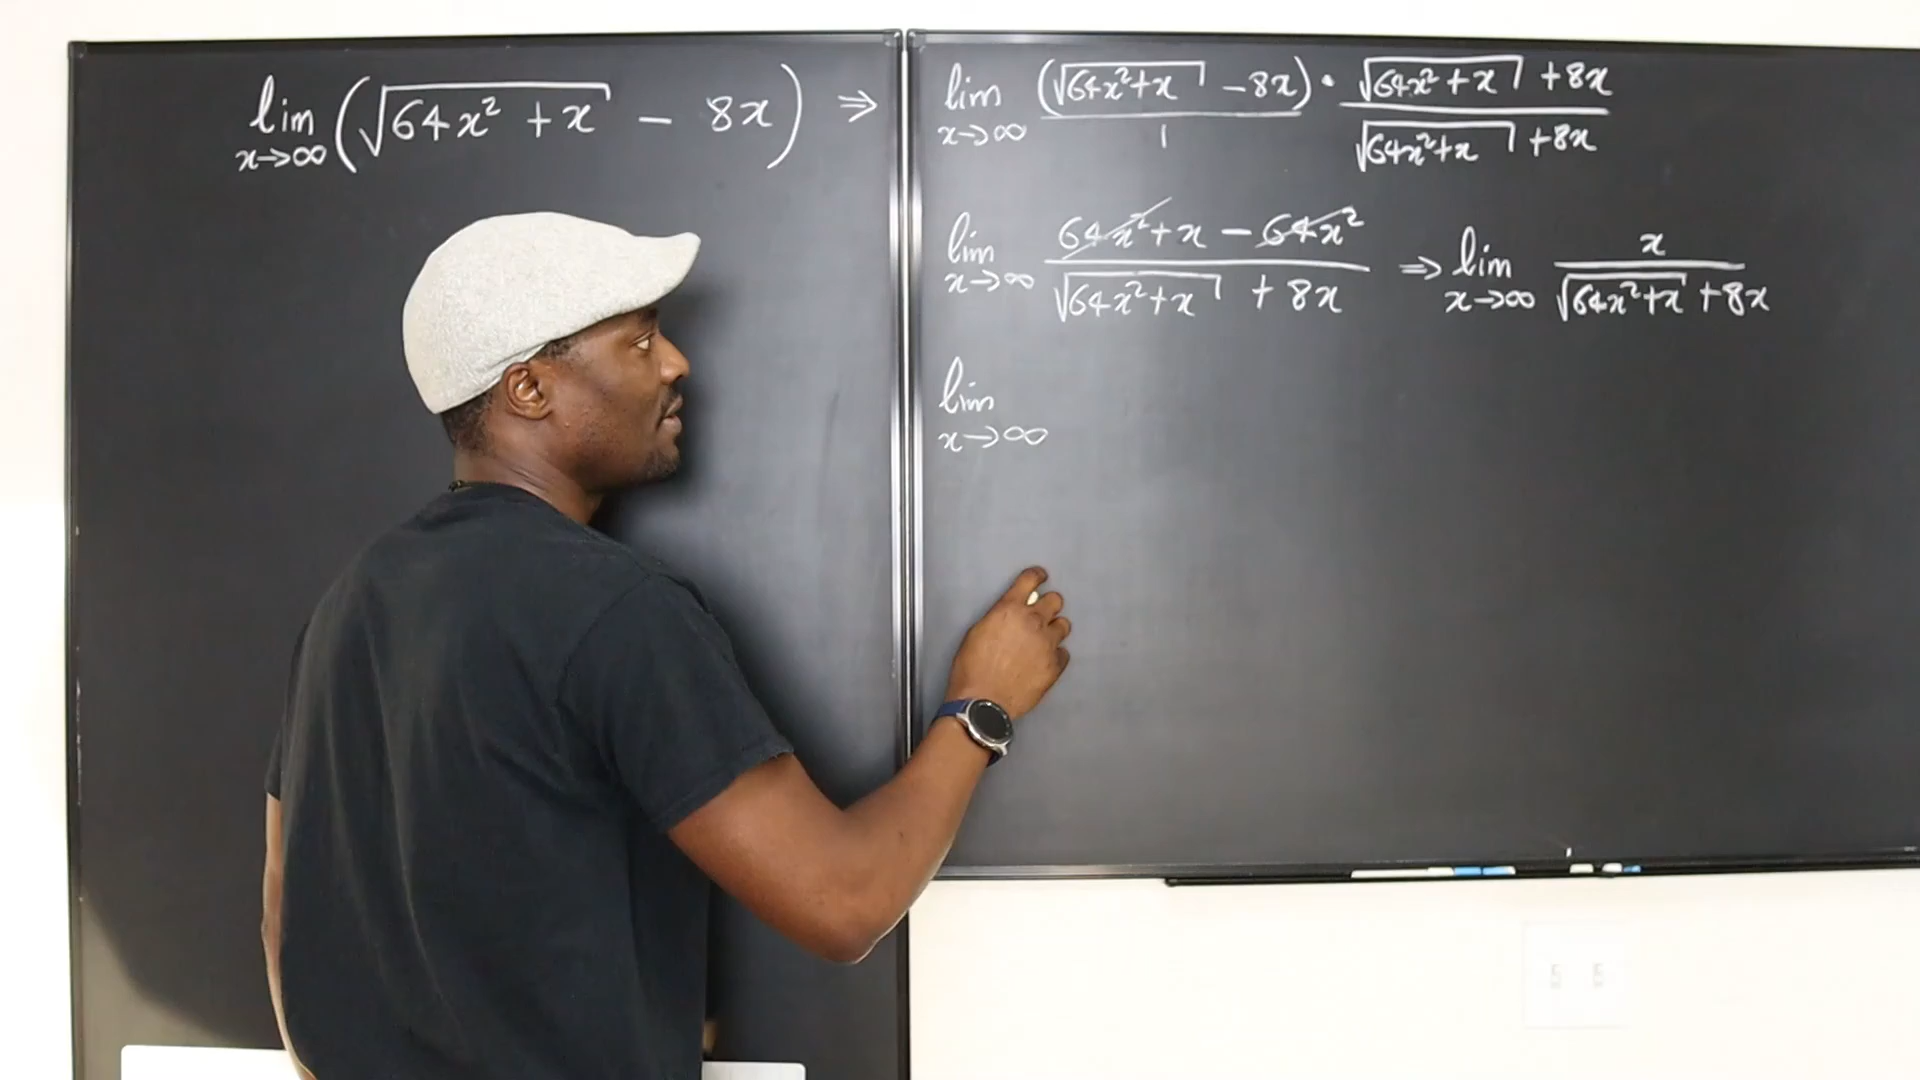 lim x→∞ (√(64x² + x) − 8x) ⇒
lim x→∞ (√(64x²+x) − 8x)/1 · (√(64x²+x) + 8x)/(√(64x²+x) + 8x)
lim x→∞ (64x²+x − 64x²)/(√(64x²+x) + 8x) ⇒ lim x→∞ x/(√(64x²+x) + 8x)
lim x→∞